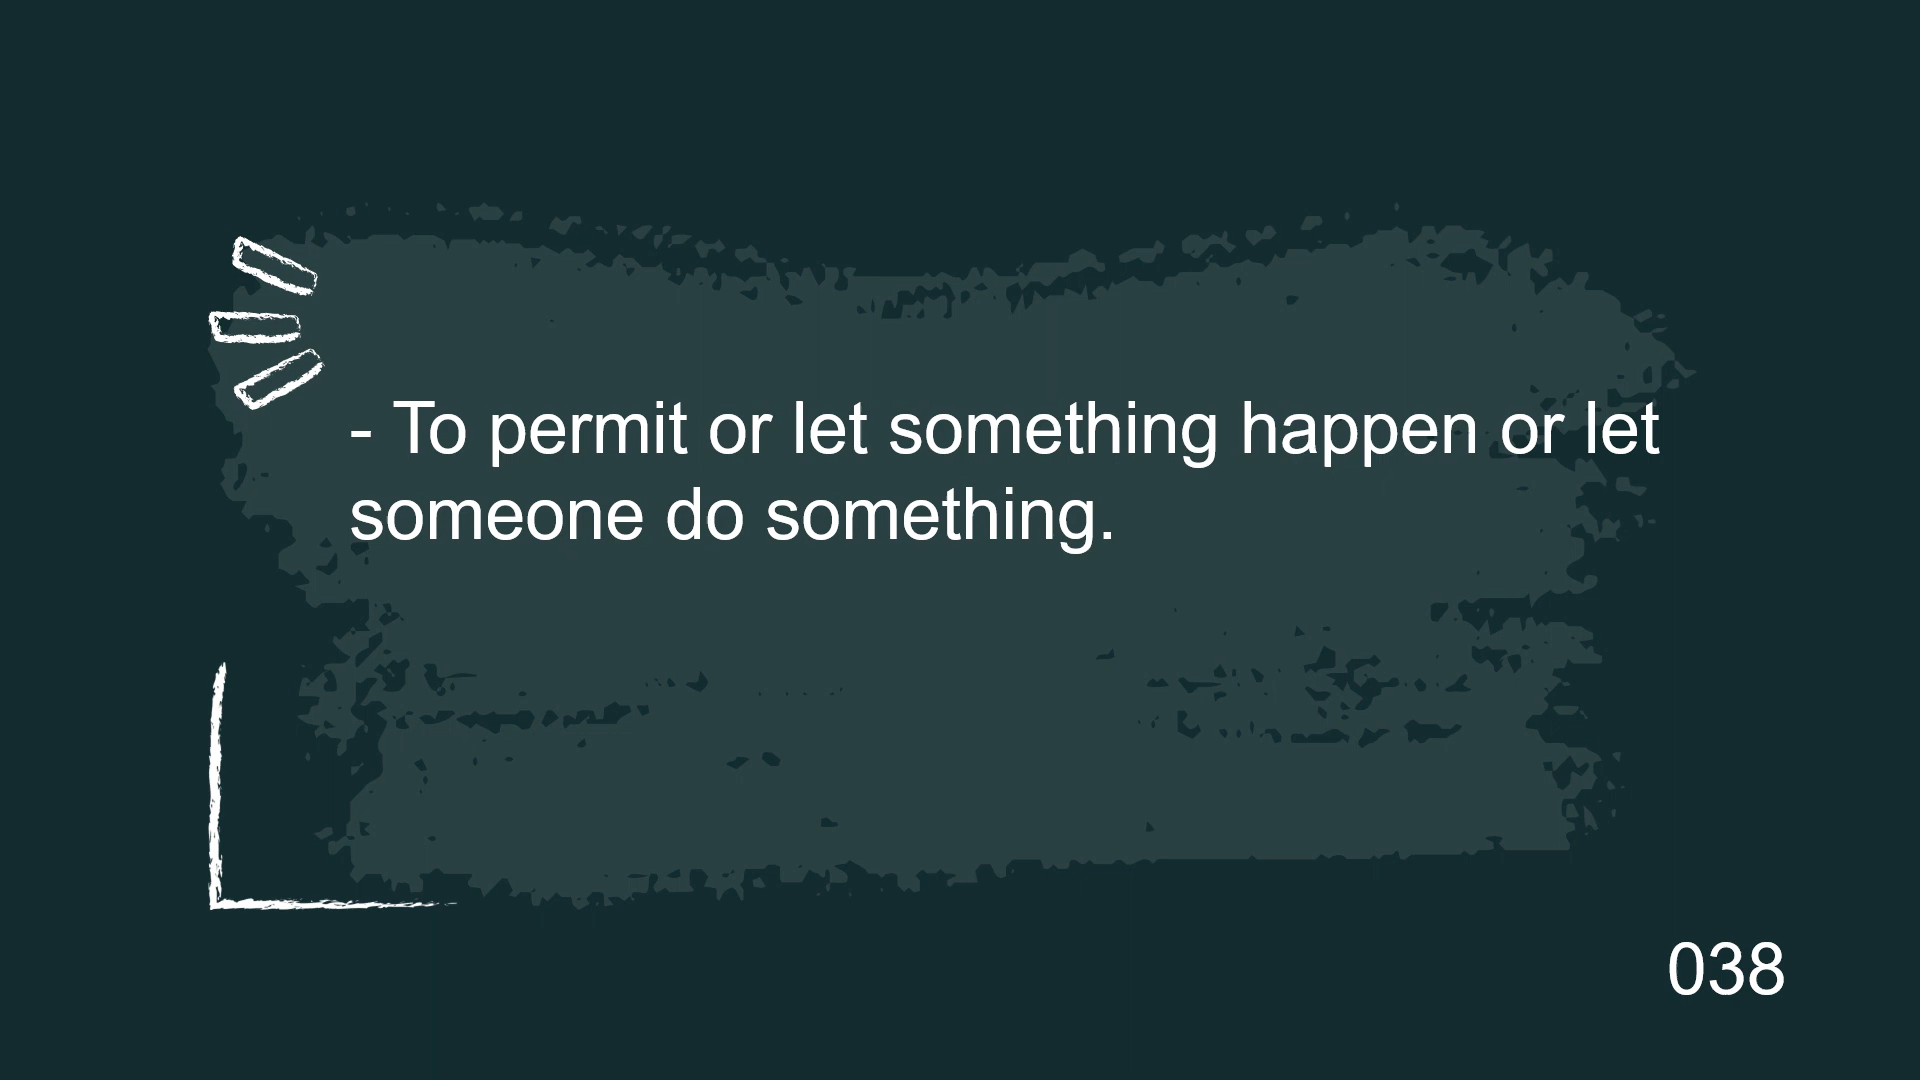 - To permit or let something happen or let
someone do something.
038